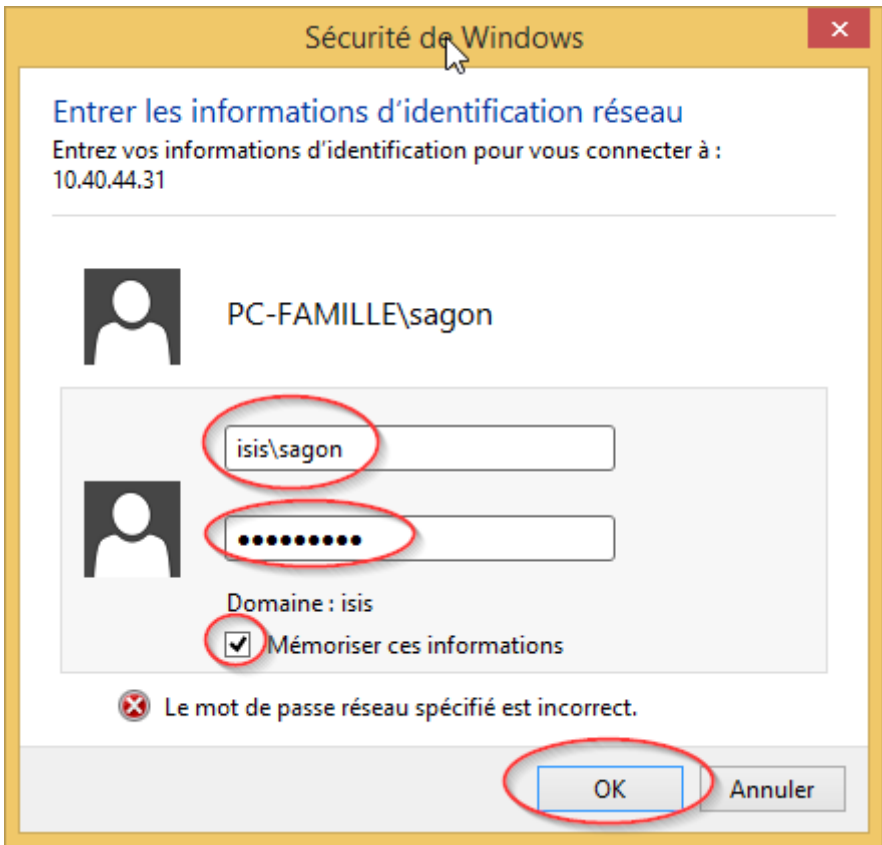 Sécurité de Windows
Entrer les informations d’identification réseau
Entrez vos informations d’identification pour vous connecter à :
10.40.44.31
PC-FAMILLE\sagon
isis\sagon
•••••••••
Domaine : isis
Mémoriser ces informations
Le mot de passe réseau spécifié est incorrect.
OK
Annuler